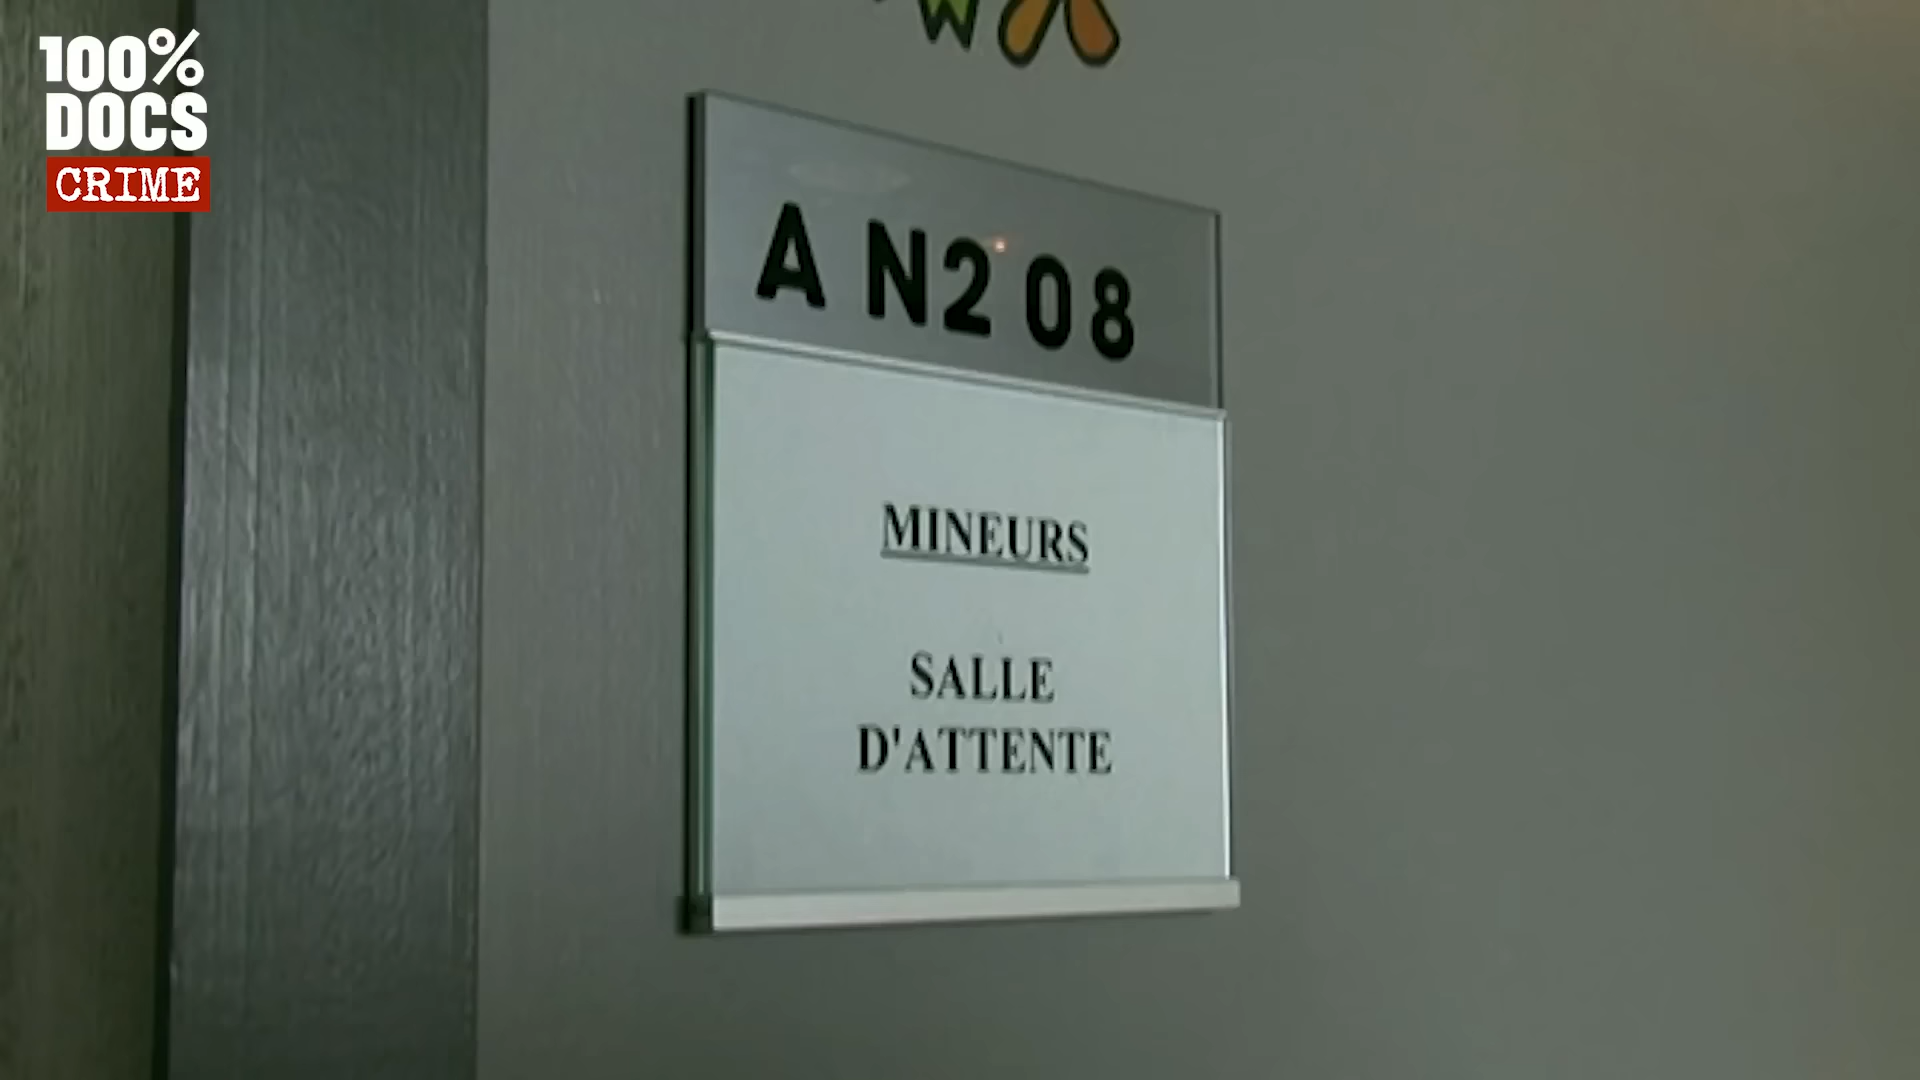 100%
DOCS
CRIME
A N2 08
MINEURS
SALLE
D'ATTENTE